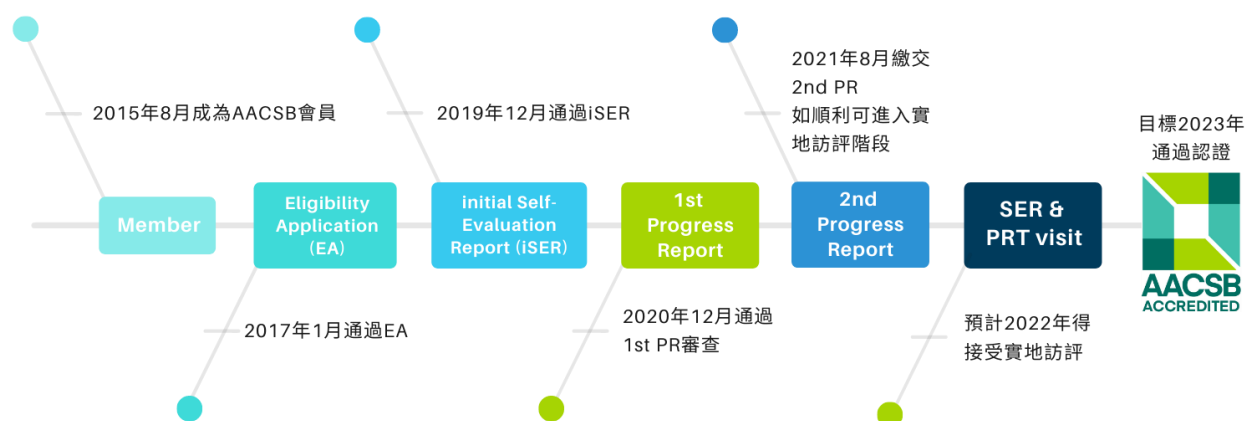 2015年8月成為AACSB會員
Member
Eligibility
Application
(EA)
2017年1月通過EA
2019年12月通過iSER
initial Self-
Evaluation
Report (iSER)
1st
Progress
Report
2020年12月通過
1st PR審查
2021年8月繳交
2nd PR
如順利可進入實
地訪評階段
2nd
Progress
Report
SER &
PRT visit
預計2022年得
接受實地訪評
目標2023年
通過認證
AACSB
ACCREDITED